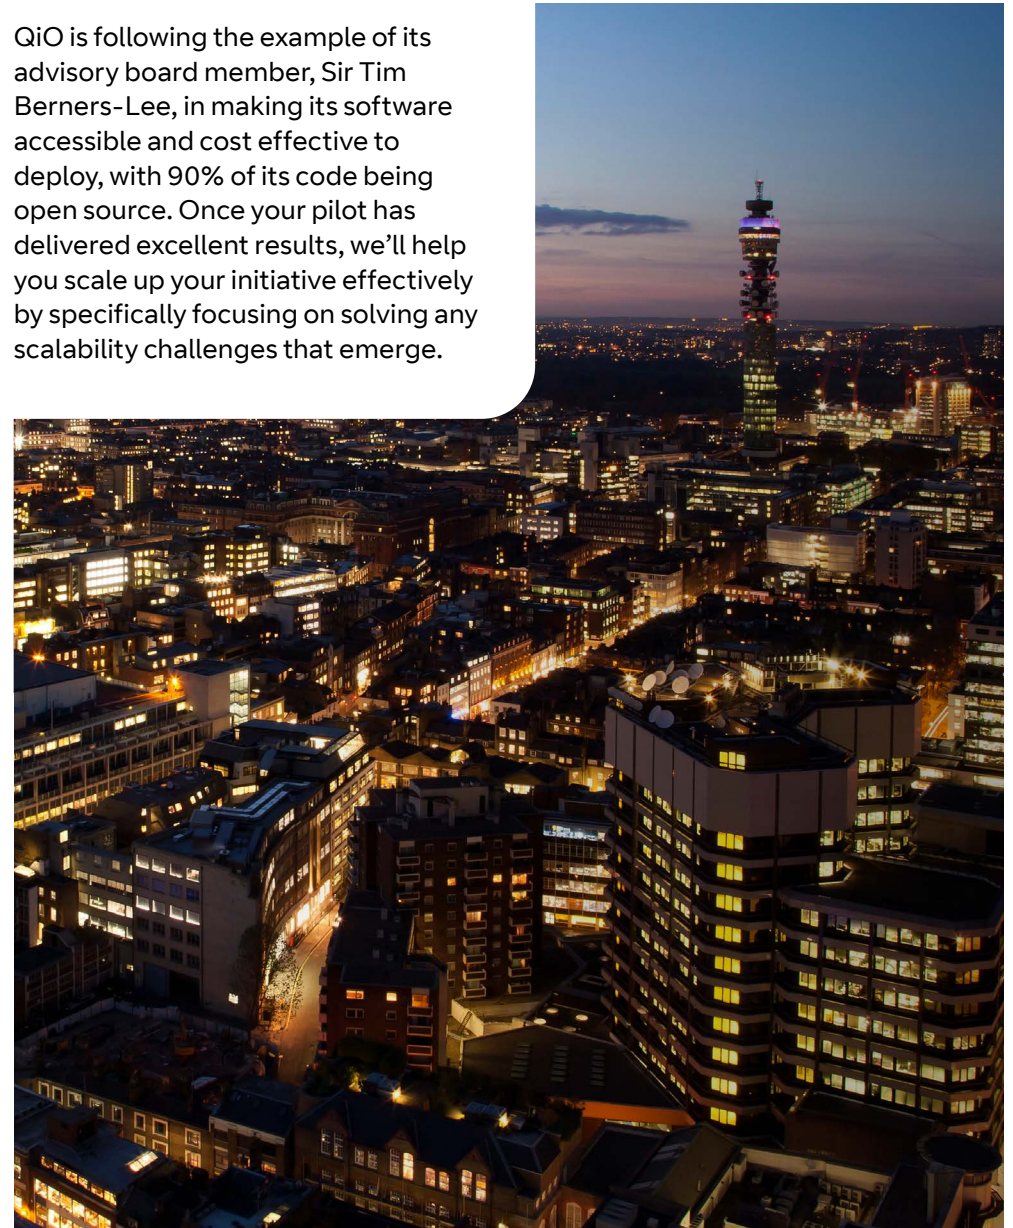 QiO is following the example of its
advisory board member, Sir Tim
Berners-Lee, in making its software
accessible and cost effective to
deploy, with 90% of its code being
open source. Once your pilot has
delivered excellent results, we’ll help
you scale up your initiative effectively
by specifically focusing on solving any
scalability challenges that emerge.